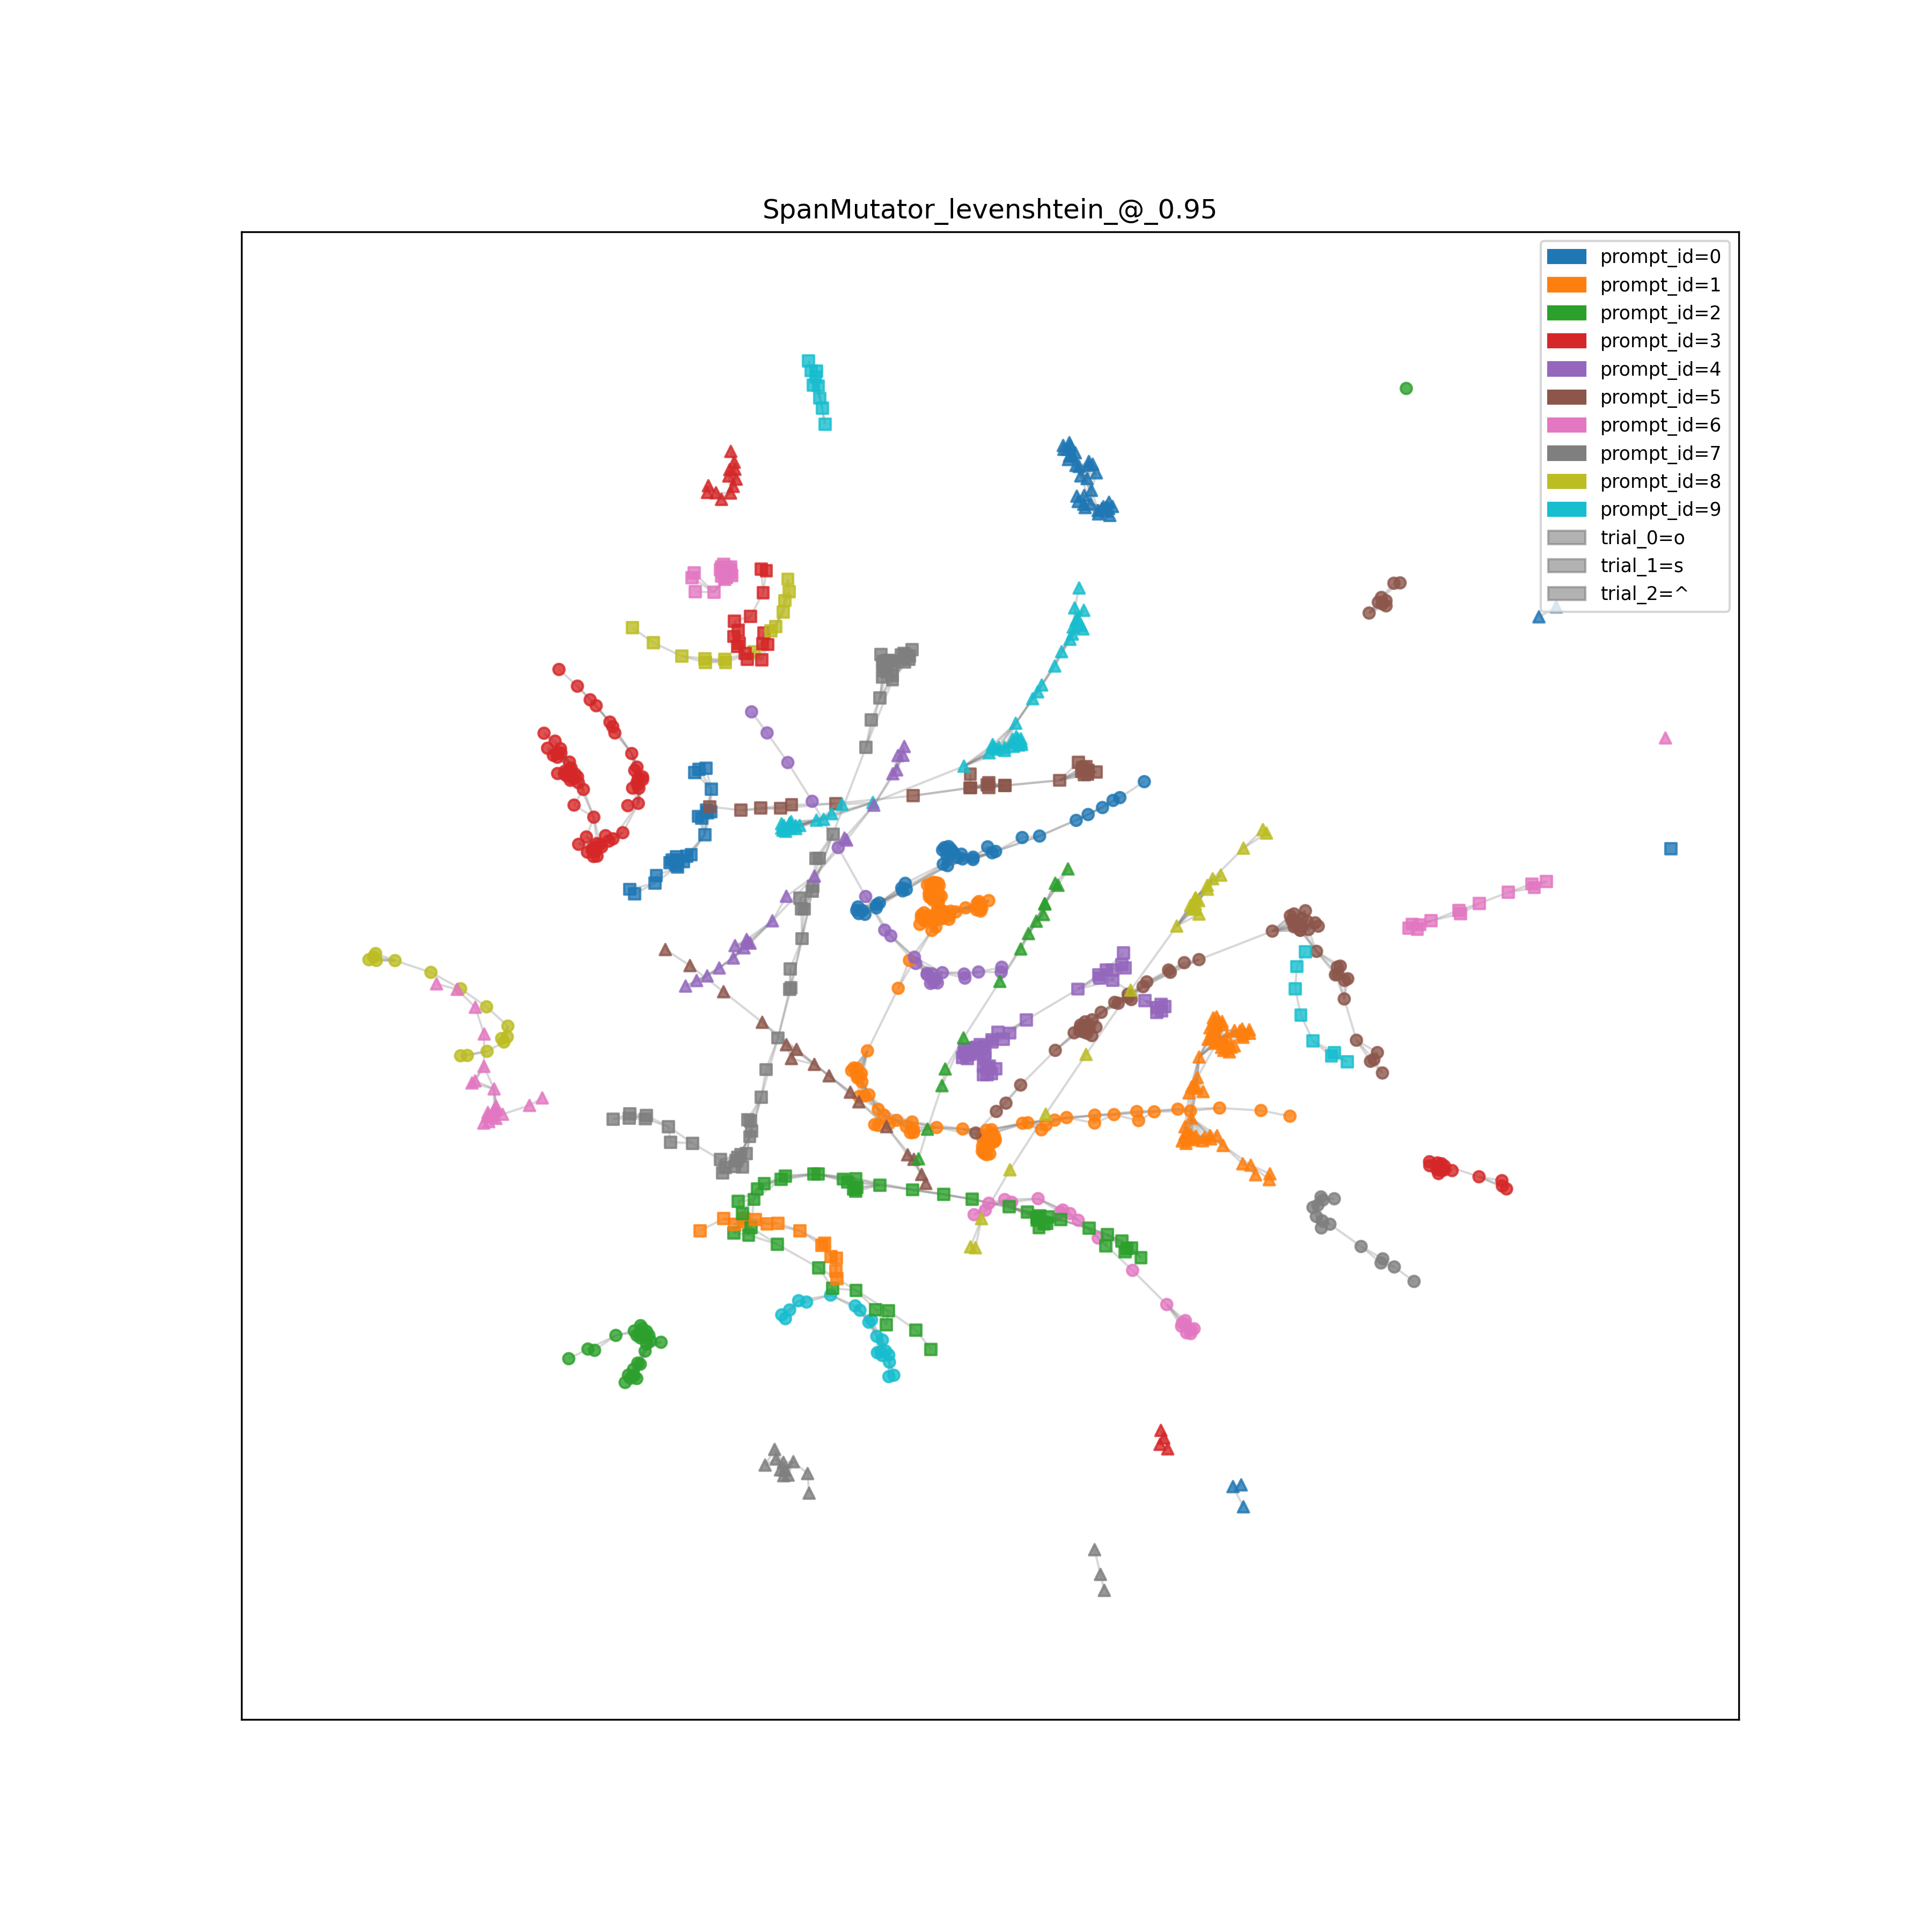 SpanMutator_levenshtein_@_0.95
prompt_id=0
prompt_id=1
prompt_id=2
prompt_id=3
prompt_id=4
prompt_id=5
prompt_id=6
prompt_id=7
prompt_id=8
prompt_id=9
trial_0=o
trial_1=s
trial_2=^